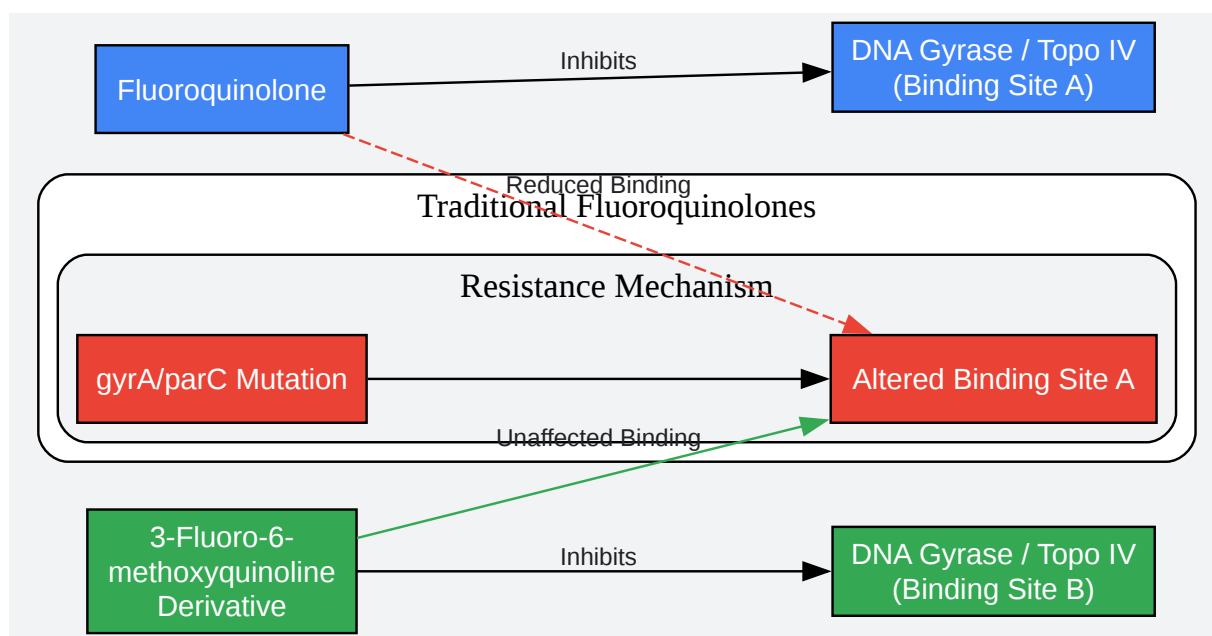 Fluoroquinolone
Inhibits
DNA Gyrase / Topo IV
(Binding Site A)
Reduced Binding
Traditional Fluoroquinolones
Resistance Mechanism
gyrA/parC Mutation
Altered Binding Site A
Unaffected Binding
3-Fluoro-6-
methoxyquinoline
Derivative
Inhibits
DNA Gyrase / Topo IV
(Binding Site B)